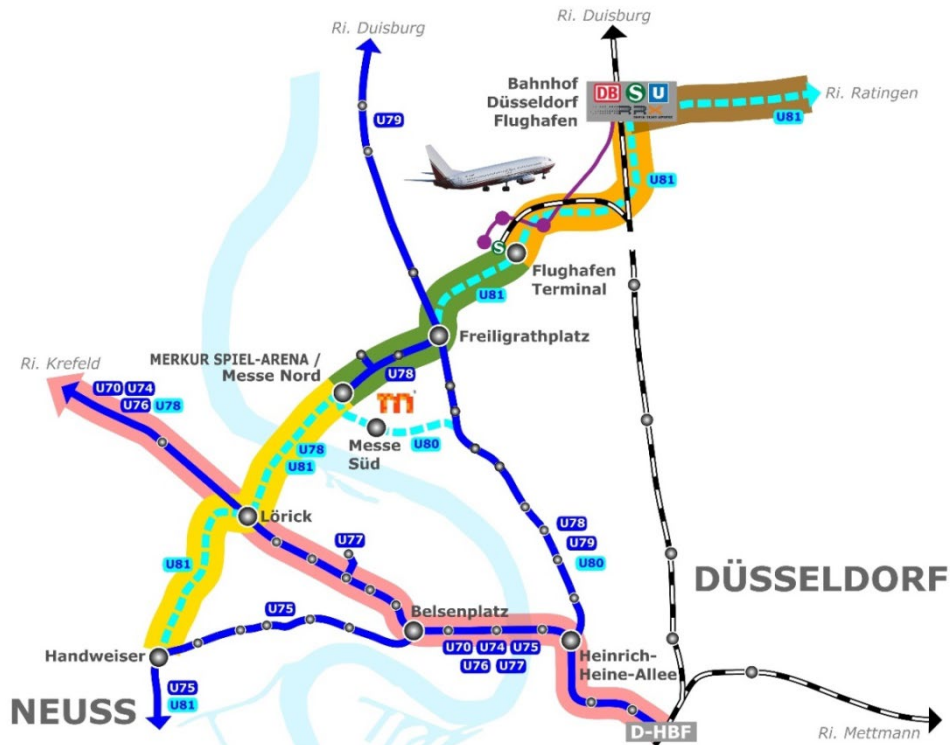 Ri. Duisburg
Ri. Duisburg
Bahnhof
Düsseldorf
Flughafen
DB S U
RRX
Ri. Ratingen
U81
U79
U81
S
Flughafen
Terminal
U81
Freiligrathplatz
MERKUR SPIEL-ARENA /
Messe Nord
U78
Ri. Krefeld
U70 U74
U76 U78
m
Messe
Süd
U80
U78
U81
Lörick
U81
U77
U78
U79
U80
DÜSSELDORF
U75
Belsenplatz
U70 U74 U75
U76 U77
Handweiser
Heinrich-
Heine-Allee
U75
U81
NEUSS
D-HBF
Ri. Mettmann